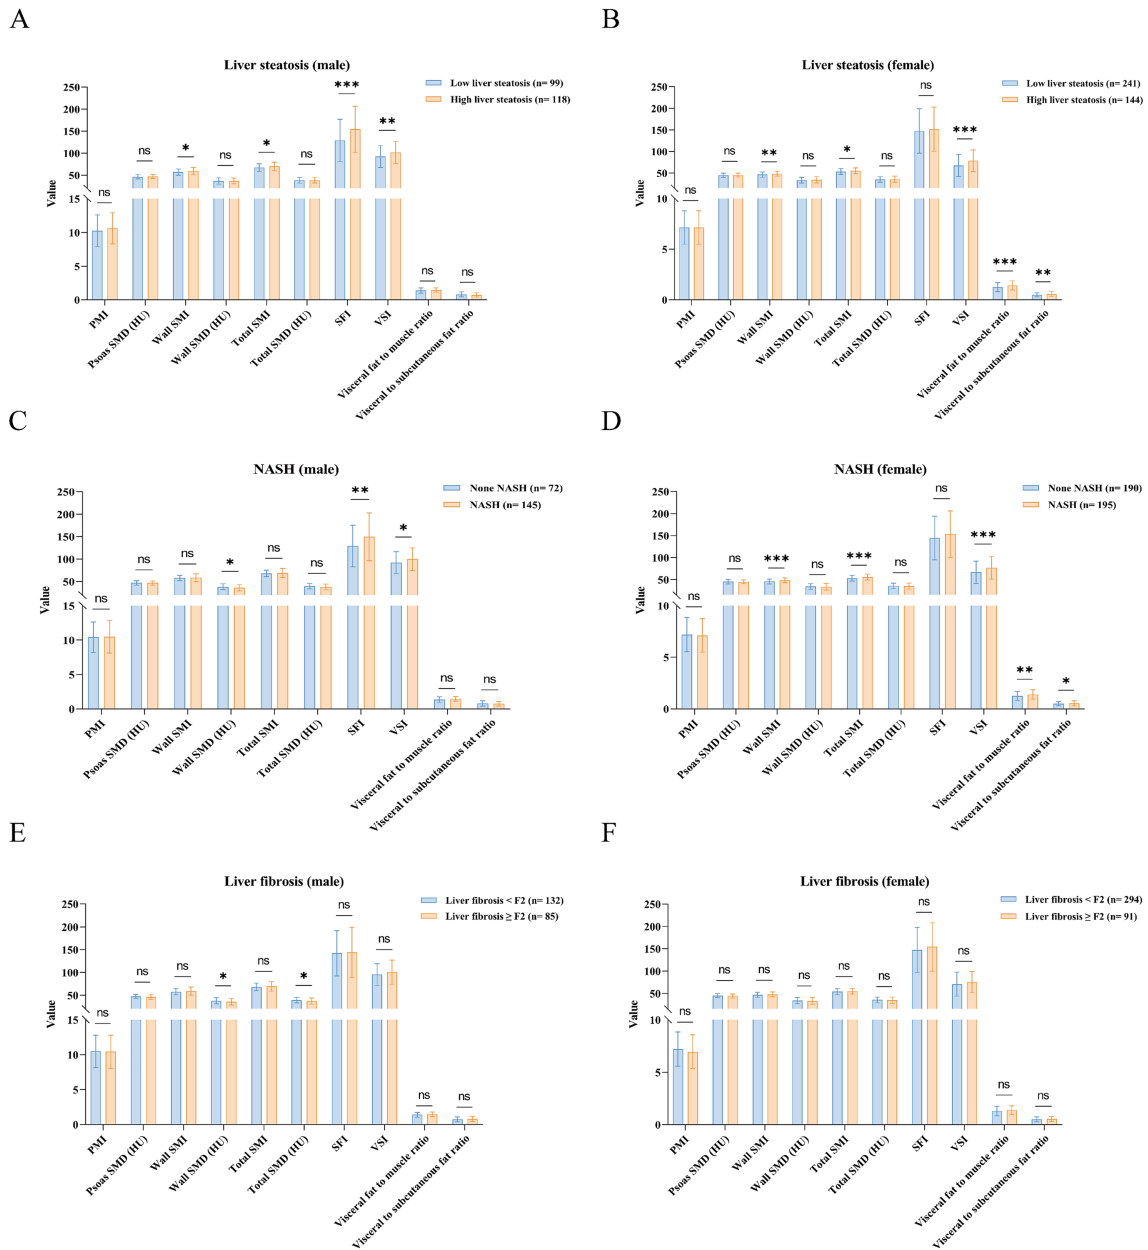 A
Liver steatosis (male)
Low liver steatosis (n= 99)
High liver steatosis (n= 118)
Value
250
200
150
100
50
15
10
5
0
ns
ns
*
ns
*
ns
***
**
ns
ns
PMI
Psoas SMD (HU)
Wall SMI
Wall SMD (HU)
Total SMI
Total SMD (HU)
SFI
VSI
Visceral fat to muscle ratio
Visceral to subcutaneous fat ratio
B
Liver steatosis (female)
Low liver steatosis (n= 241)
High liver steatosis (n= 144)
Value
250
200
150
100
50
10
5
0
ns
ns
**
ns
*
ns
ns
***
***
**
PMI
Psoas SMD (HU)
Wall SMI
Wall SMD (HU)
Total SMI
Total SMD (HU)
SFI
VSI
Visceral fat to muscle ratio
Visceral to subcutaneous fat ratio
C
NASH (male)
None NASH (n= 72)
NASH (n= 145)
Value
250
200
150
100
50
15
10
5
0
ns
ns
ns
*
ns
ns
**
*
ns
ns
PMI
Psoas SMD (HU)
Wall SMI
Wall SMD (HU)
Total SMI
Total SMD (HU)
SFI
VSI
Visceral fat to muscle ratio
Visceral to subcutaneous fat ratio
D
NASH (female)
None NASH (n= 190)
NASH (n= 195)
Value
250
200
150
100
50
10
5
0
ns
ns
***
ns
***
ns
ns
***
**
*
PMI
Psoas SMD (HU)
Wall SMI
Wall SMD (HU)
Total SMI
Total SMD (HU)
SFI
VSI
Visceral fat to muscle ratio
Visceral to subcutaneous fat ratio
E
Liver fibrosis (male)
Liver fibrosis < F2 (n= 132)
Liver fibrosis ≥ F2 (n= 85)
Value
250
200
150
100
50
15
10
5
0
ns
ns
ns
*
ns
*
ns
ns
ns
ns
PMI
Psoas SMD (HU)
Wall SMI
Wall SMD (HU)
Total SMI
Total SMD (HU)
SFI
VSI
Visceral fat to muscle ratio
Visceral to subcutaneous fat ratio
F
Liver fibrosis (female)
Liver fibrosis < F2 (n= 294)
Liver fibrosis ≥ F2 (n= 91)
Value
250
200
150
100
50
10
5
0
ns
ns
ns
ns
ns
ns
ns
ns
ns
ns
PMI
Psoas SMD (HU)
Wall SMI
Wall SMD (HU)
Total SMI
Total SMD (HU)
SFI
VSI
Visceral fat to muscle ratio
Visceral to subcutaneous fat ratio